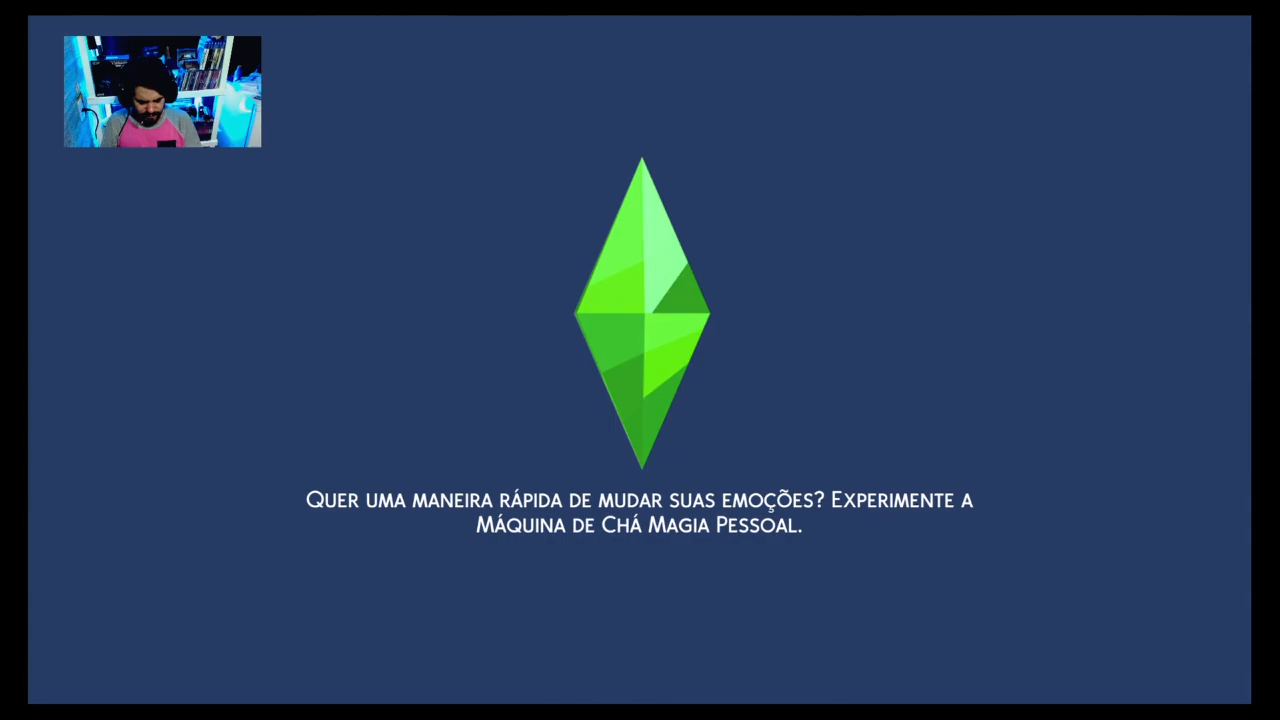 Quer uma maneira rápida de mudar suas emoções? Experimente a
Máquina de Chá Magia Pessoal.